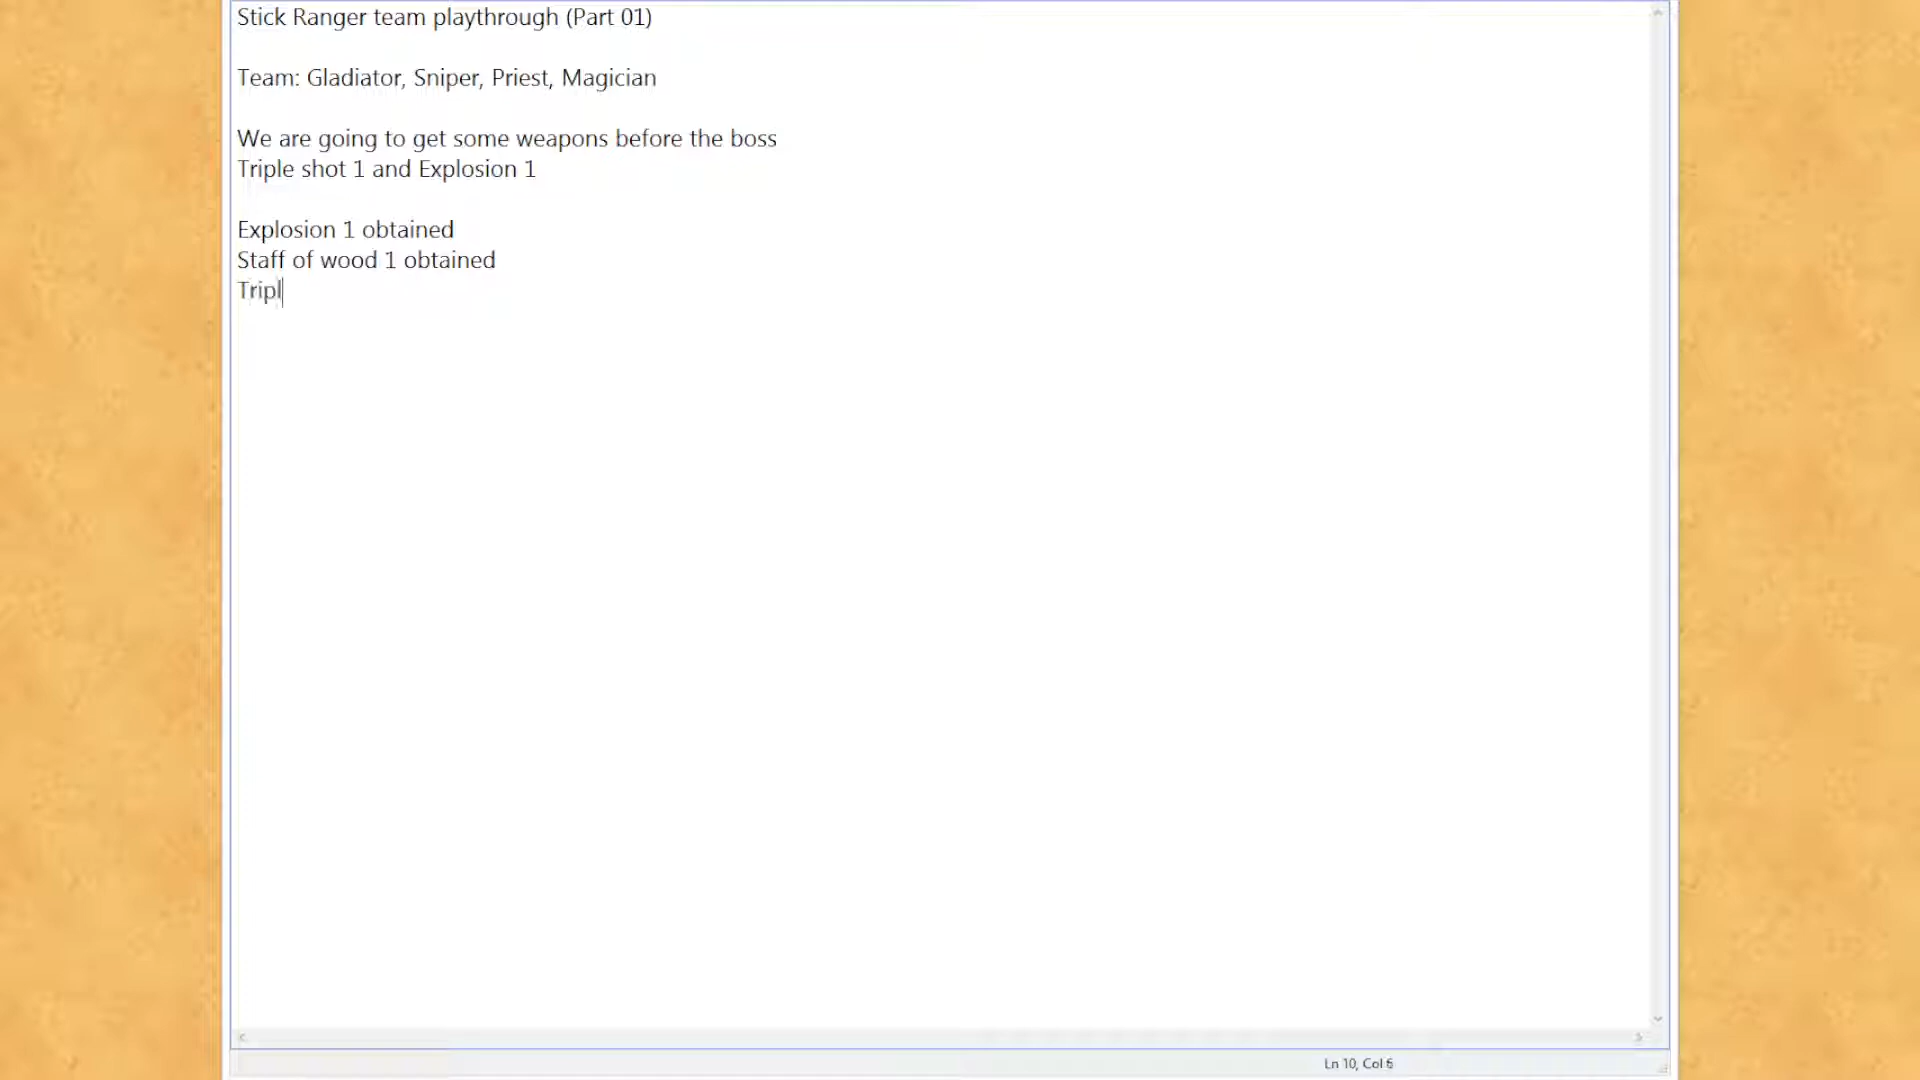 Stick Ranger team playthrough (Part 01)
Team: Gladiator, Sniper, Priest, Magician
We are going to get some weapons before the boss
Triple shot 1 and Explosion 1
Explosion 1 obtained
Staff of wood 1 obtained
Tripl
Ln 10, Col 6